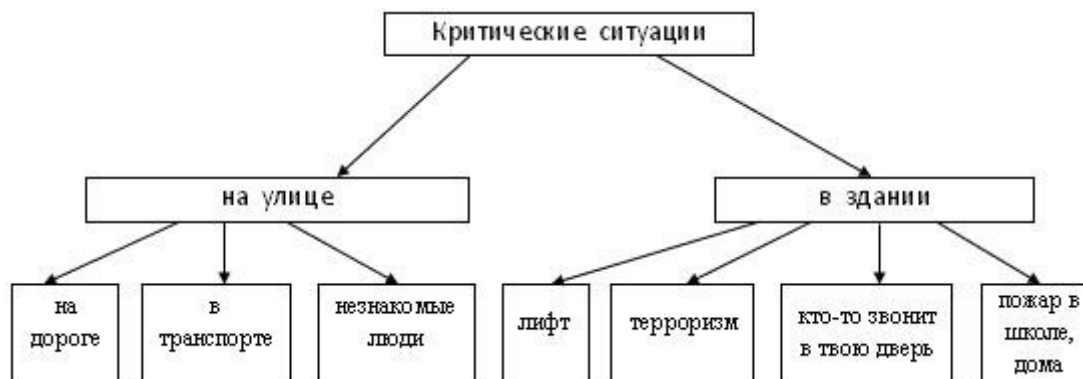 Критические ситуации
на улице
в здании
на
дороге
в
транспорте
незнакомые
люди
лифт
терроризм
кто-то звонит
в твою дверь
пожар в
школе,
дома